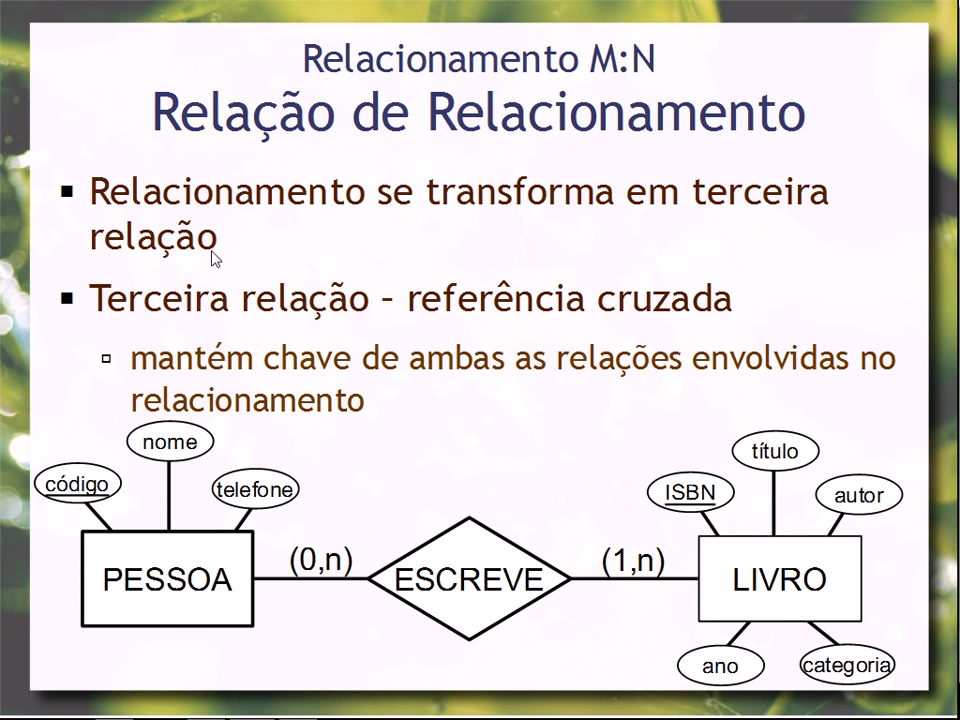 Relacionamento M:N
Relação de Relacionamento
Relacionamento se transforma em terceira
relação
Terceira relação – referência cruzada
mantém chave de ambas as relações envolvidas no
relacionamento
nome
código
telefone
título
ISBN
autor
PESSOA
(0,n)
ESCREVE
(1,n)
LIVRO
ano
categoria